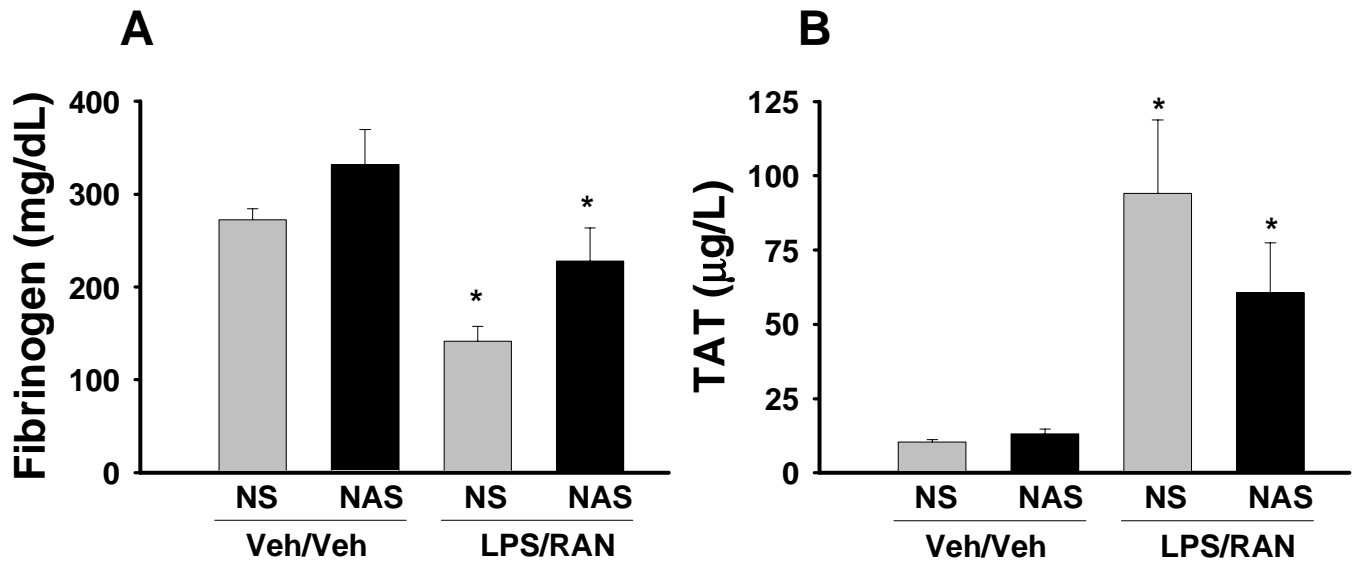 A
Fibrinogen (mg/dL)
400
300
200
100
0
*
*
NS NAS NS NAS
Veh/Veh LPS/RAN
B
TAT (μg/L)
125
100
75
50
25
0
*
*
NS NAS NS NAS
Veh/Veh LPS/RAN